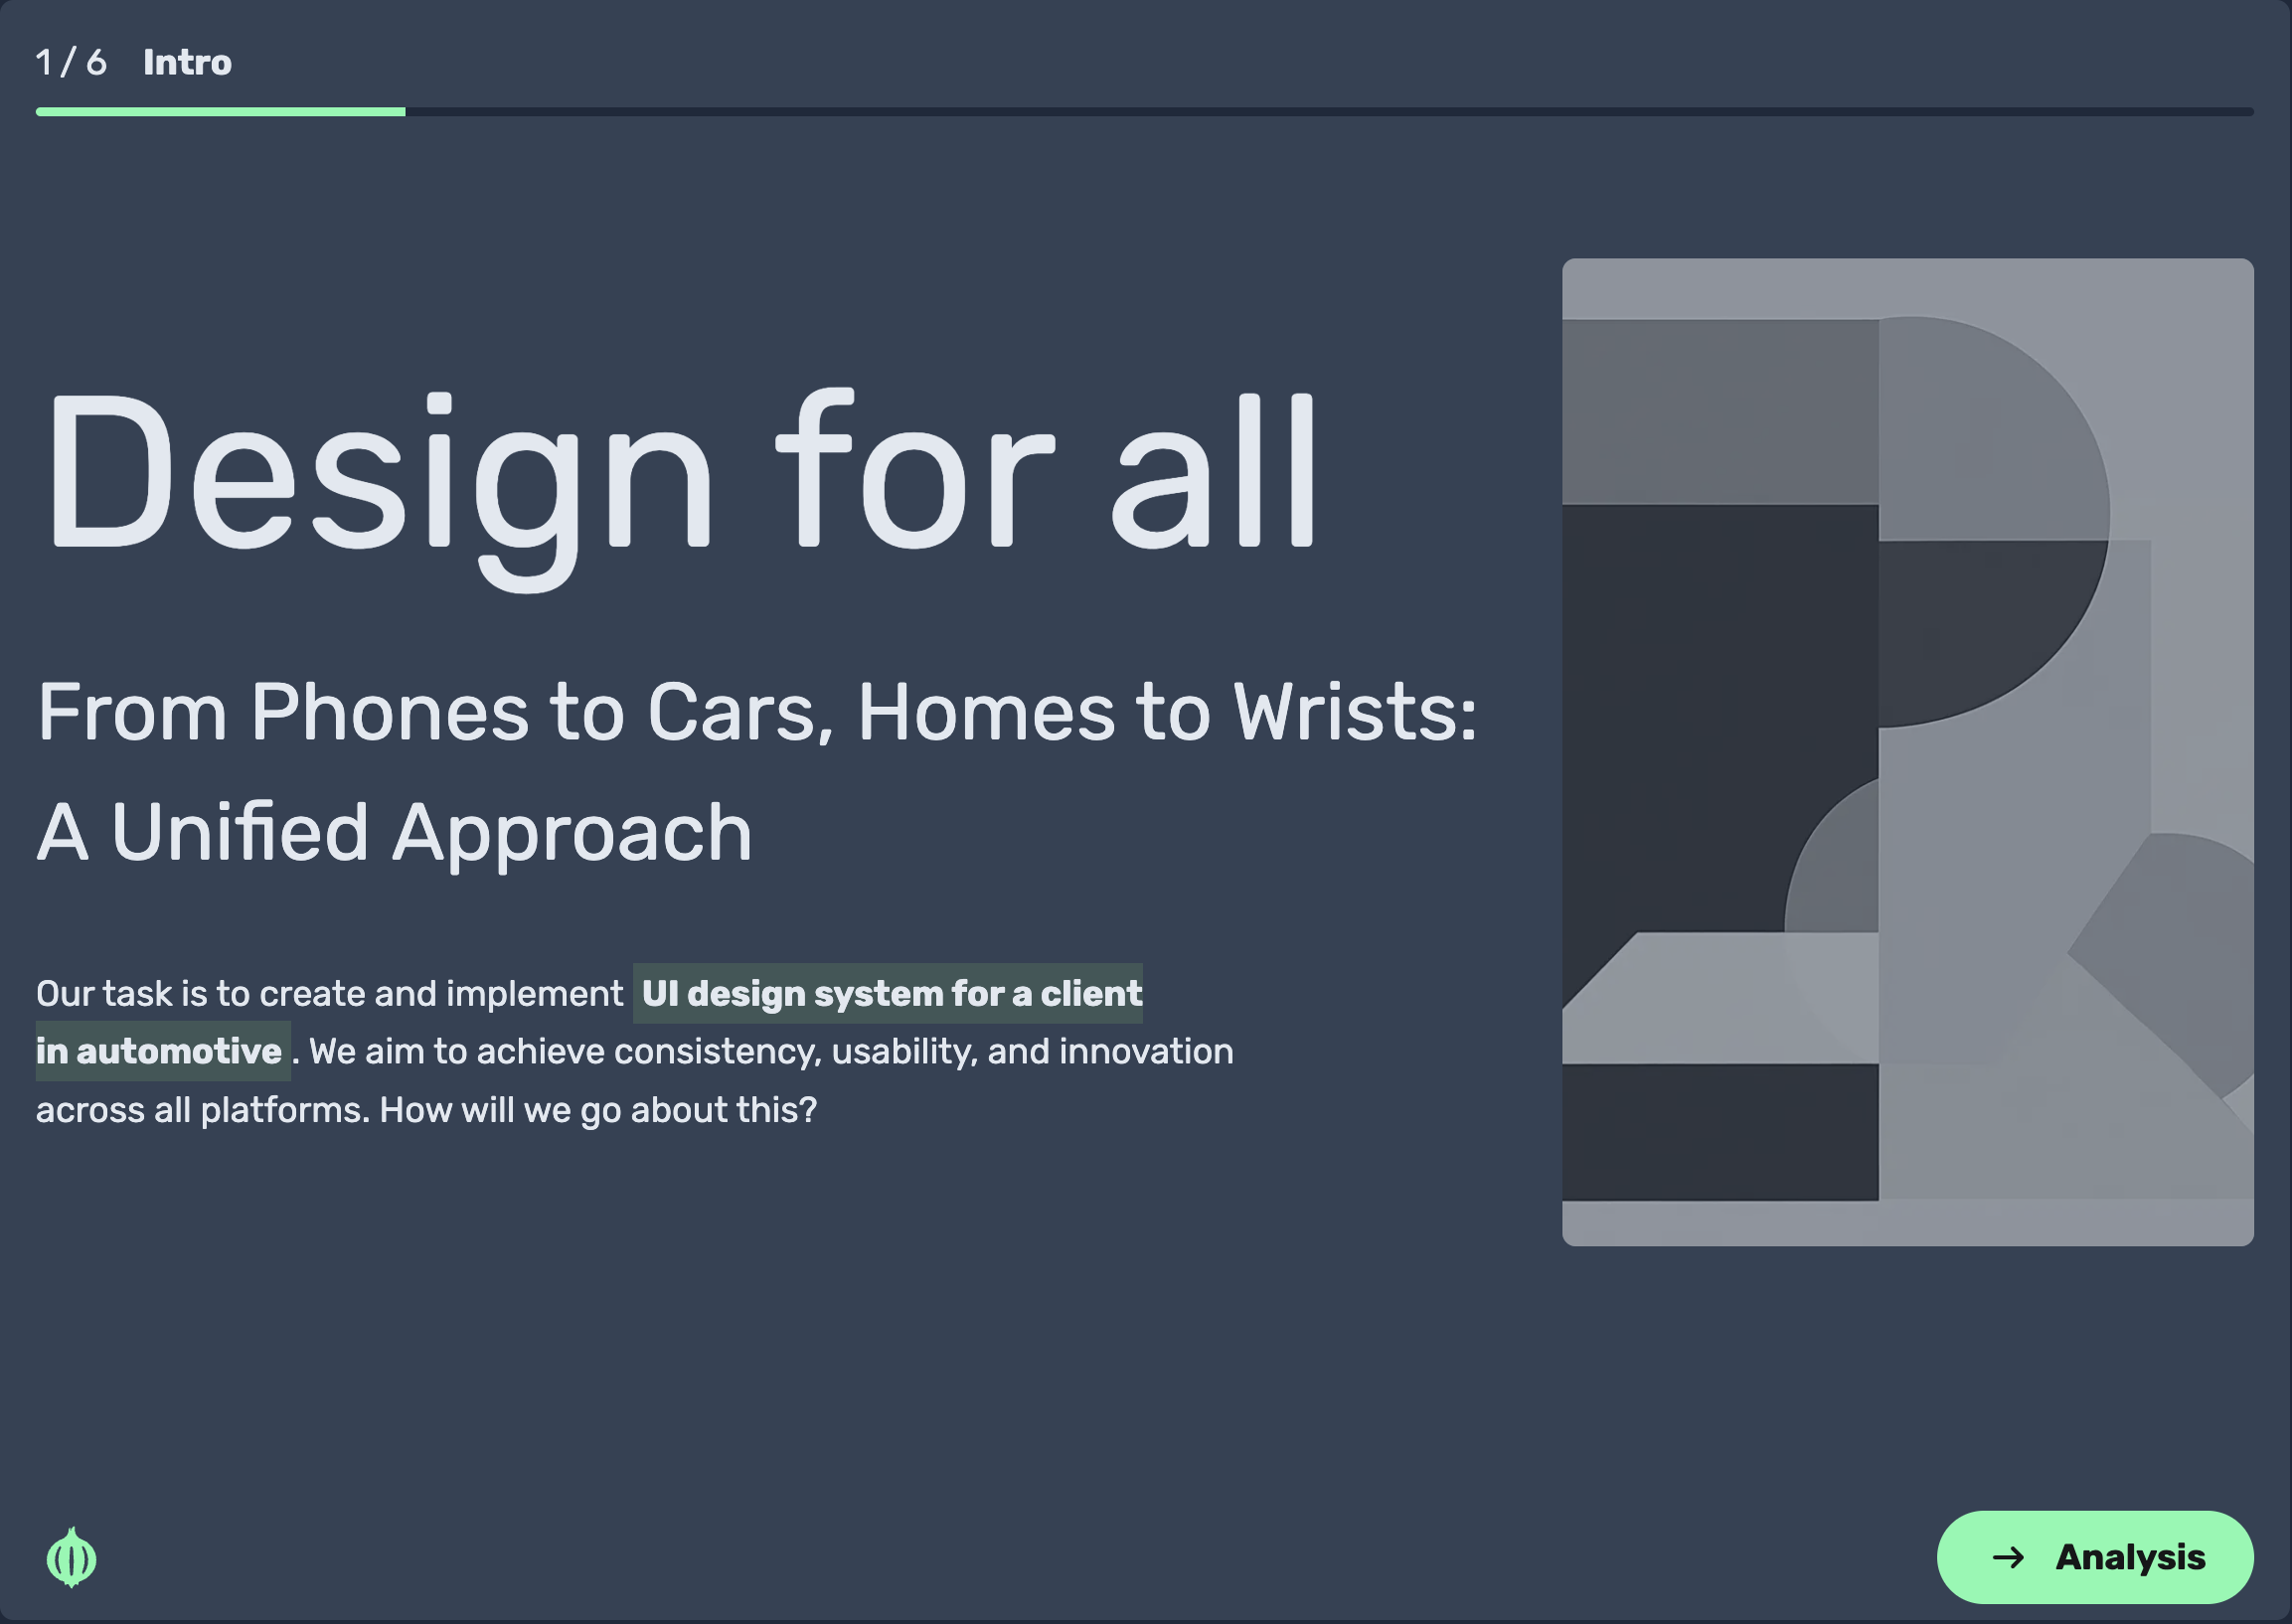 1 / 6 Intro
Design for all
From Phones to Cars, Homes to Wrists:
A Unified Approach
Our task is to create and implement UI design system for a client
in automotive . We aim to achieve consistency, usability, and innovation
across all platforms. How will we go about this?
→ Analysis